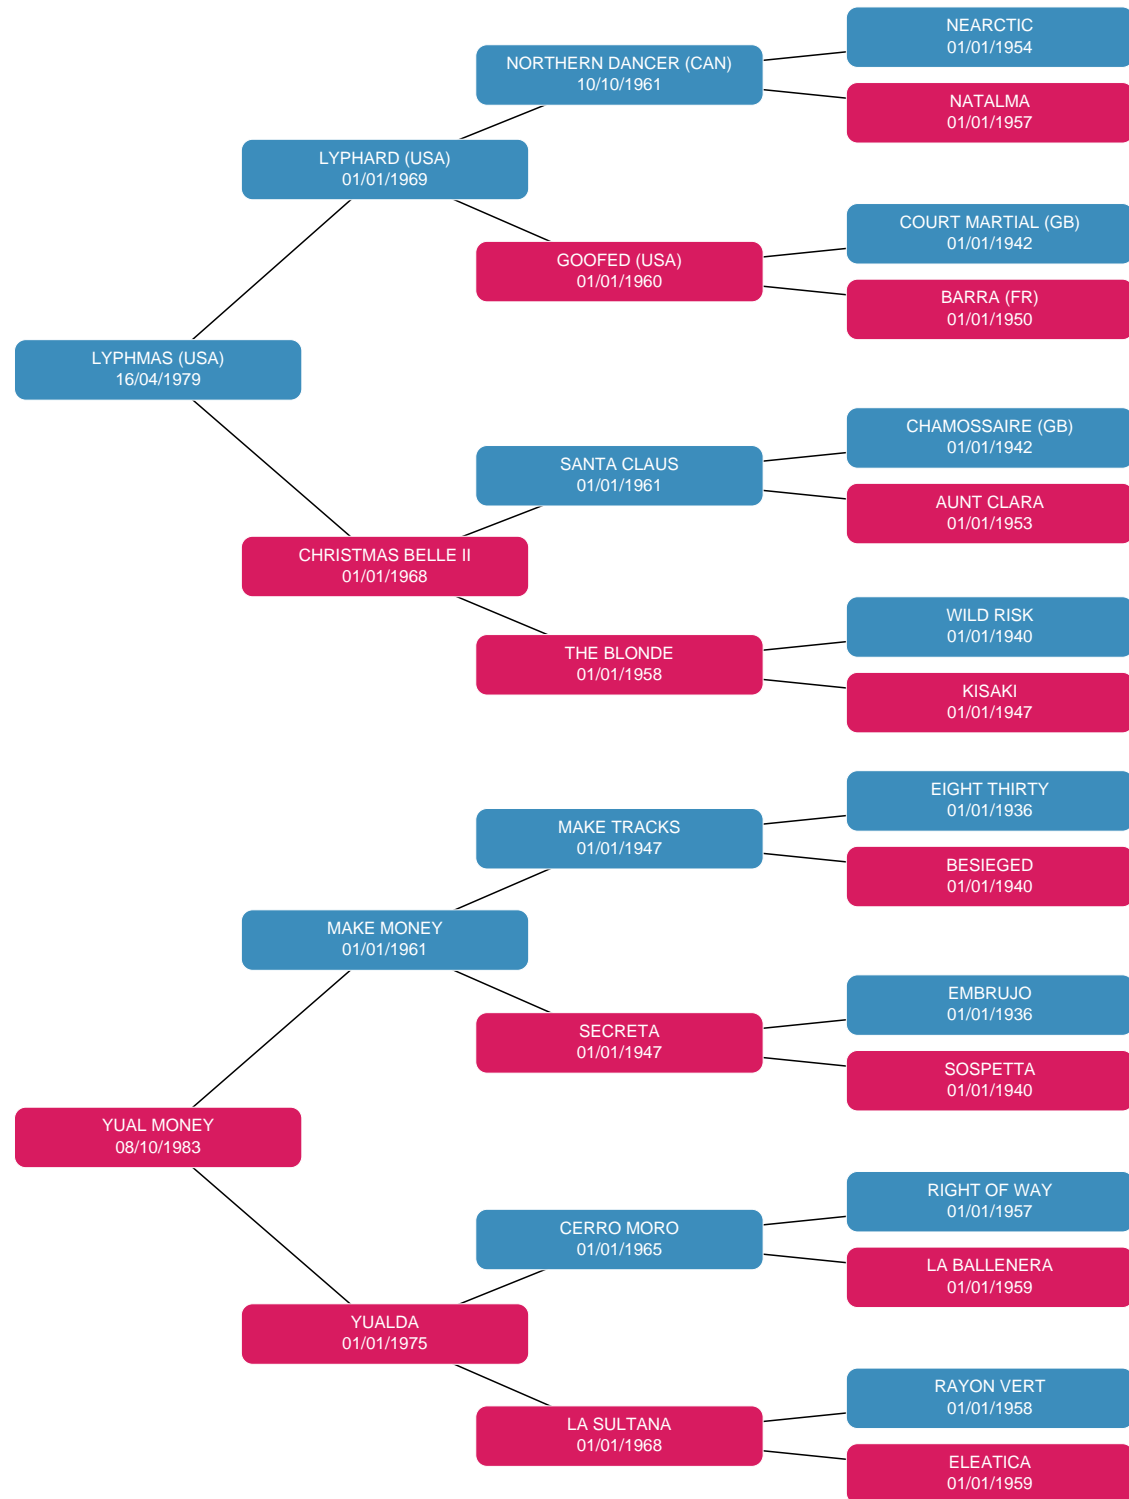 NEARCTIC
01/01/1954
NORTHERN DANCER (CAN)
10/10/1961
NATALMA
01/01/1957
LYPHARD (USA)
01/01/1969
COURT MARTIAL (GB)
01/01/1942
GOOFED (USA)
01/01/1960
BARRA (FR)
01/01/1950
LYPHMAS (USA)
16/04/1979
CHAMOSSAIRE (GB)
01/01/1942
SANTA CLAUS
01/01/1961
AUNT CLARA
01/01/1953
CHRISTMAS BELLE II
01/01/1968
WILD RISK
01/01/1940
THE BLONDE
01/01/1958
KISAKI
01/01/1947
EIGHT THIRTY
01/01/1936
MAKE TRACKS
01/01/1947
BESIEGED
01/01/1940
MAKE MONEY
01/01/1961
EMBRUJO
01/01/1936
SECRETA
01/01/1947
SOSPETTA
01/01/1940
YUAL MONEY
08/10/1983
RIGHT OF WAY
01/01/1957
CERRO MORO
01/01/1965
LA BALLENERA
01/01/1959
YUALDA
01/01/1975
RAYON VERT
01/01/1958
LA SULTANA
01/01/1968
ELEATICA
01/01/1959